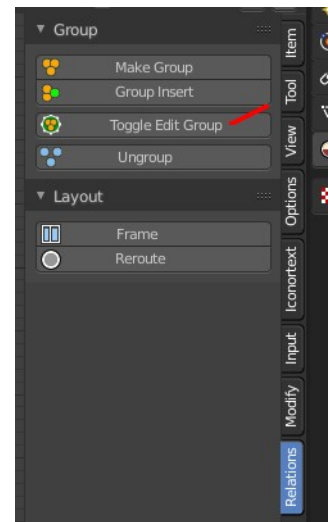 Group
Make Group
Group Insert
Toggle Edit Group
Ungroup
Layout
Frame
Reroute
Item
Tool
View
Options
Iconortext
Input
Modify
Relations